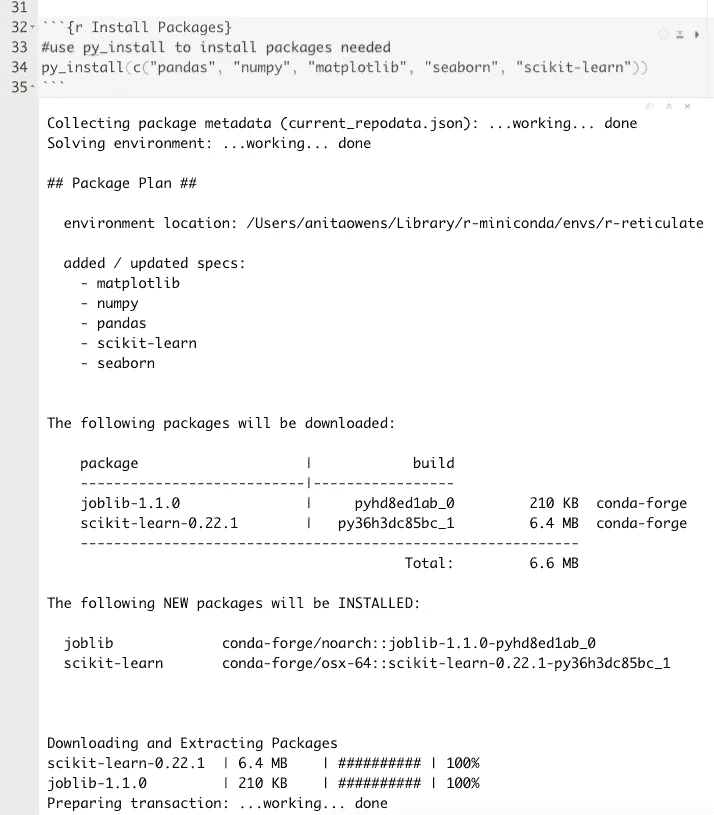 31
32 ```{r Install Packages}
33 #use py_install to install packages needed
34 py_install(c("pandas", "numpy", "matplotlib", "seaborn", "scikit-learn"))
35 ```
Collecting package metadata (current_repodata.json): ...working... done
Solving environment: ...working... done
## Package Plan ##
environment location: /Users/anitaowens/Library/r-miniconda/envs/r-reticulate
added / updated specs:
- matplotlib
- numpy
- pandas
- scikit-learn
- seaborn
The following packages will be downloaded:
package | build
---------------------------|-----------------
joblib-1.1.0 | pyhd8ed1ab_0 210 KB conda-forge
scikit-learn-0.22.1 | py36h3dc85bc_1 6.4 MB conda-forge
------------------------------------------------------------
Total: 6.6 MB
The following NEW packages will be INSTALLED:
joblib conda-forge/noarch::joblib-1.1.0-pyhd8ed1ab_0
scikit-learn conda-forge/osx-64::scikit-learn-0.22.1-py36h3dc85bc_1
Downloading and Extracting Packages
scikit-learn-0.22.1 | 6.4 MB | ########## | 100%
joblib-1.1.0 | 210 KB | ########## | 100%
Preparing transaction: ...working... done